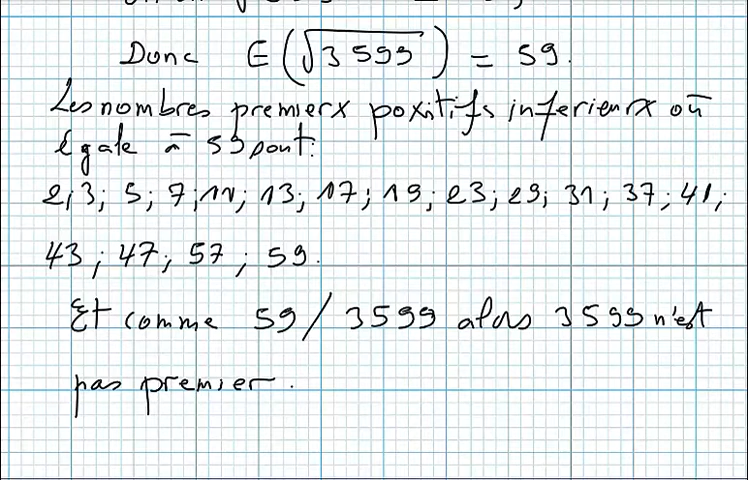 Donc E(√3599) = 59.
Les nombres premierx poxitifs inferieurx où
égale à 59 sont:
2; 3; 5; 7; 11; 13; 17; 19; 23; 29; 31; 37; 41;
43; 47; 57; 59.
Et comme 59/3599 alors 3599 n'est
pas premier.